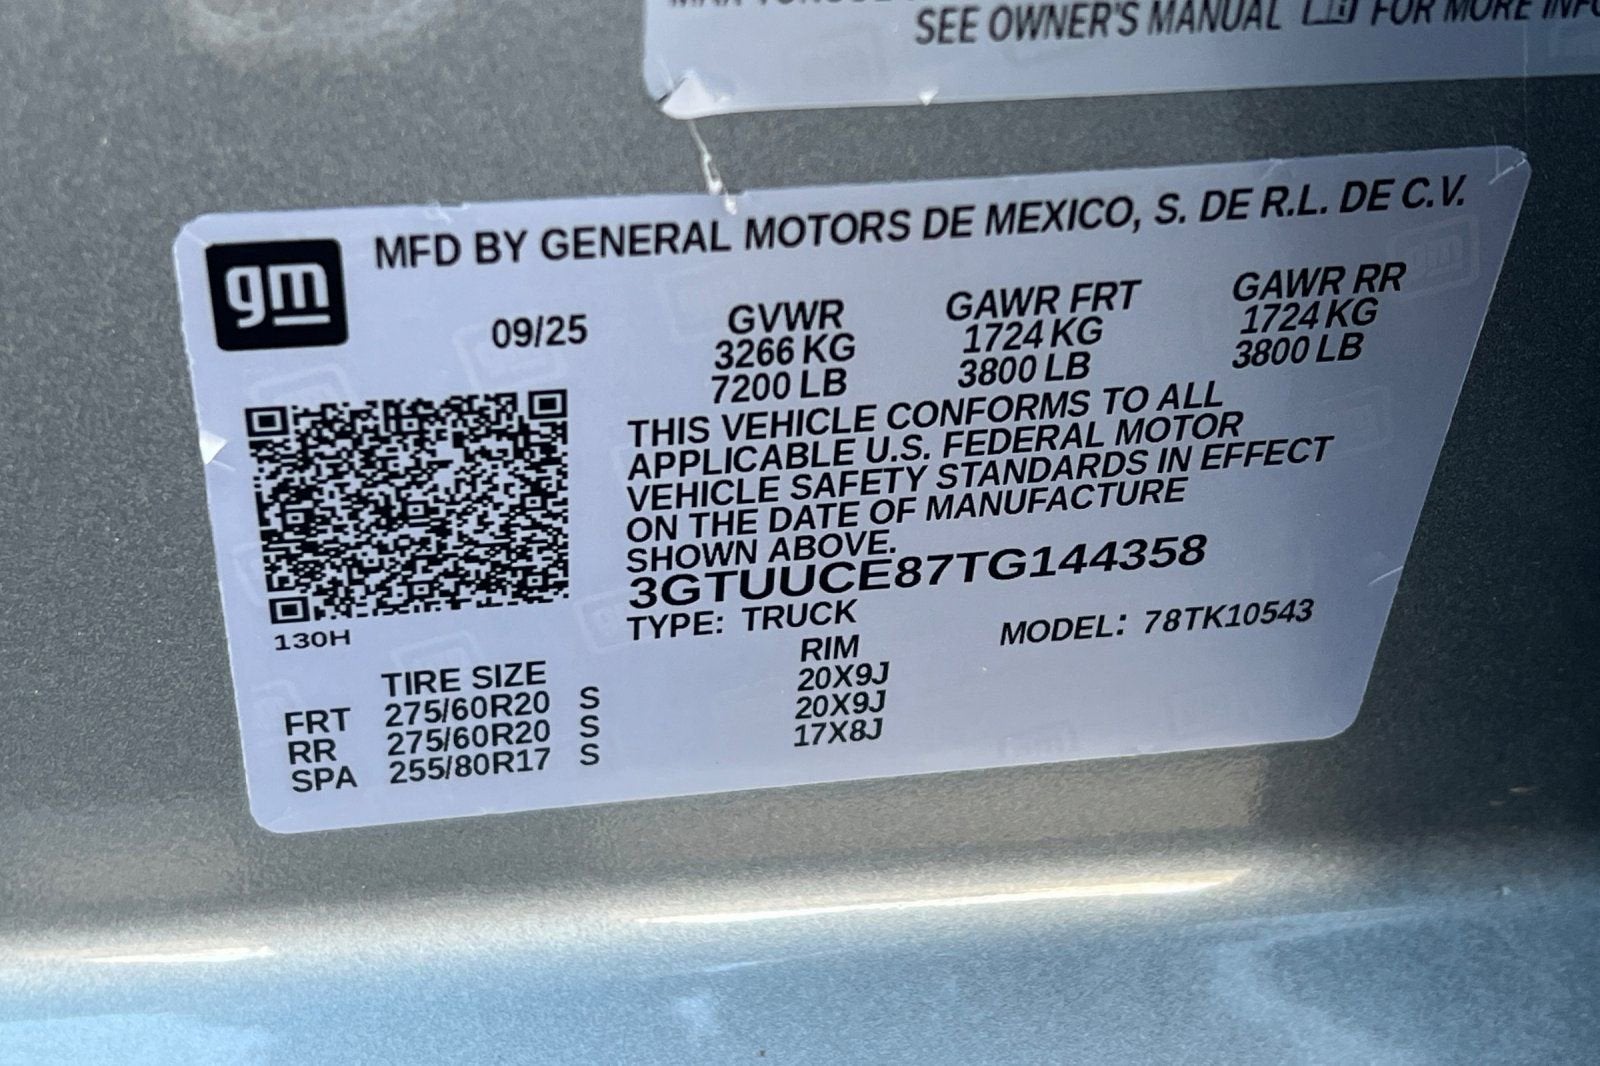 SEE OWNER'S MANUAL FOR MORE
gm
MFD BY GENERAL MOTORS DE MEXICO, S. DE R.L. DE C.V.
09/25
GVWR GAWR FRT GAWR RR
3266 KG 1724 KG 1724 KG
7200 LB 3800 LB 3800 LB
THIS VEHICLE CONFORMS TO ALL
APPLICABLE U.S. FEDERAL MOTOR
VEHICLE SAFETY STANDARDS IN EFFECT
ON THE DATE OF MANUFACTURE
SHOWN ABOVE.
3GTUUCE87TG144358
TYPE: TRUCK MODEL: 78TK10543
130H
TIRE SIZE RIM
FRT 275/60R20 S 20X9J
RR 275/60R20 S 20X9J
SPA 255/80R17 S 17X8J